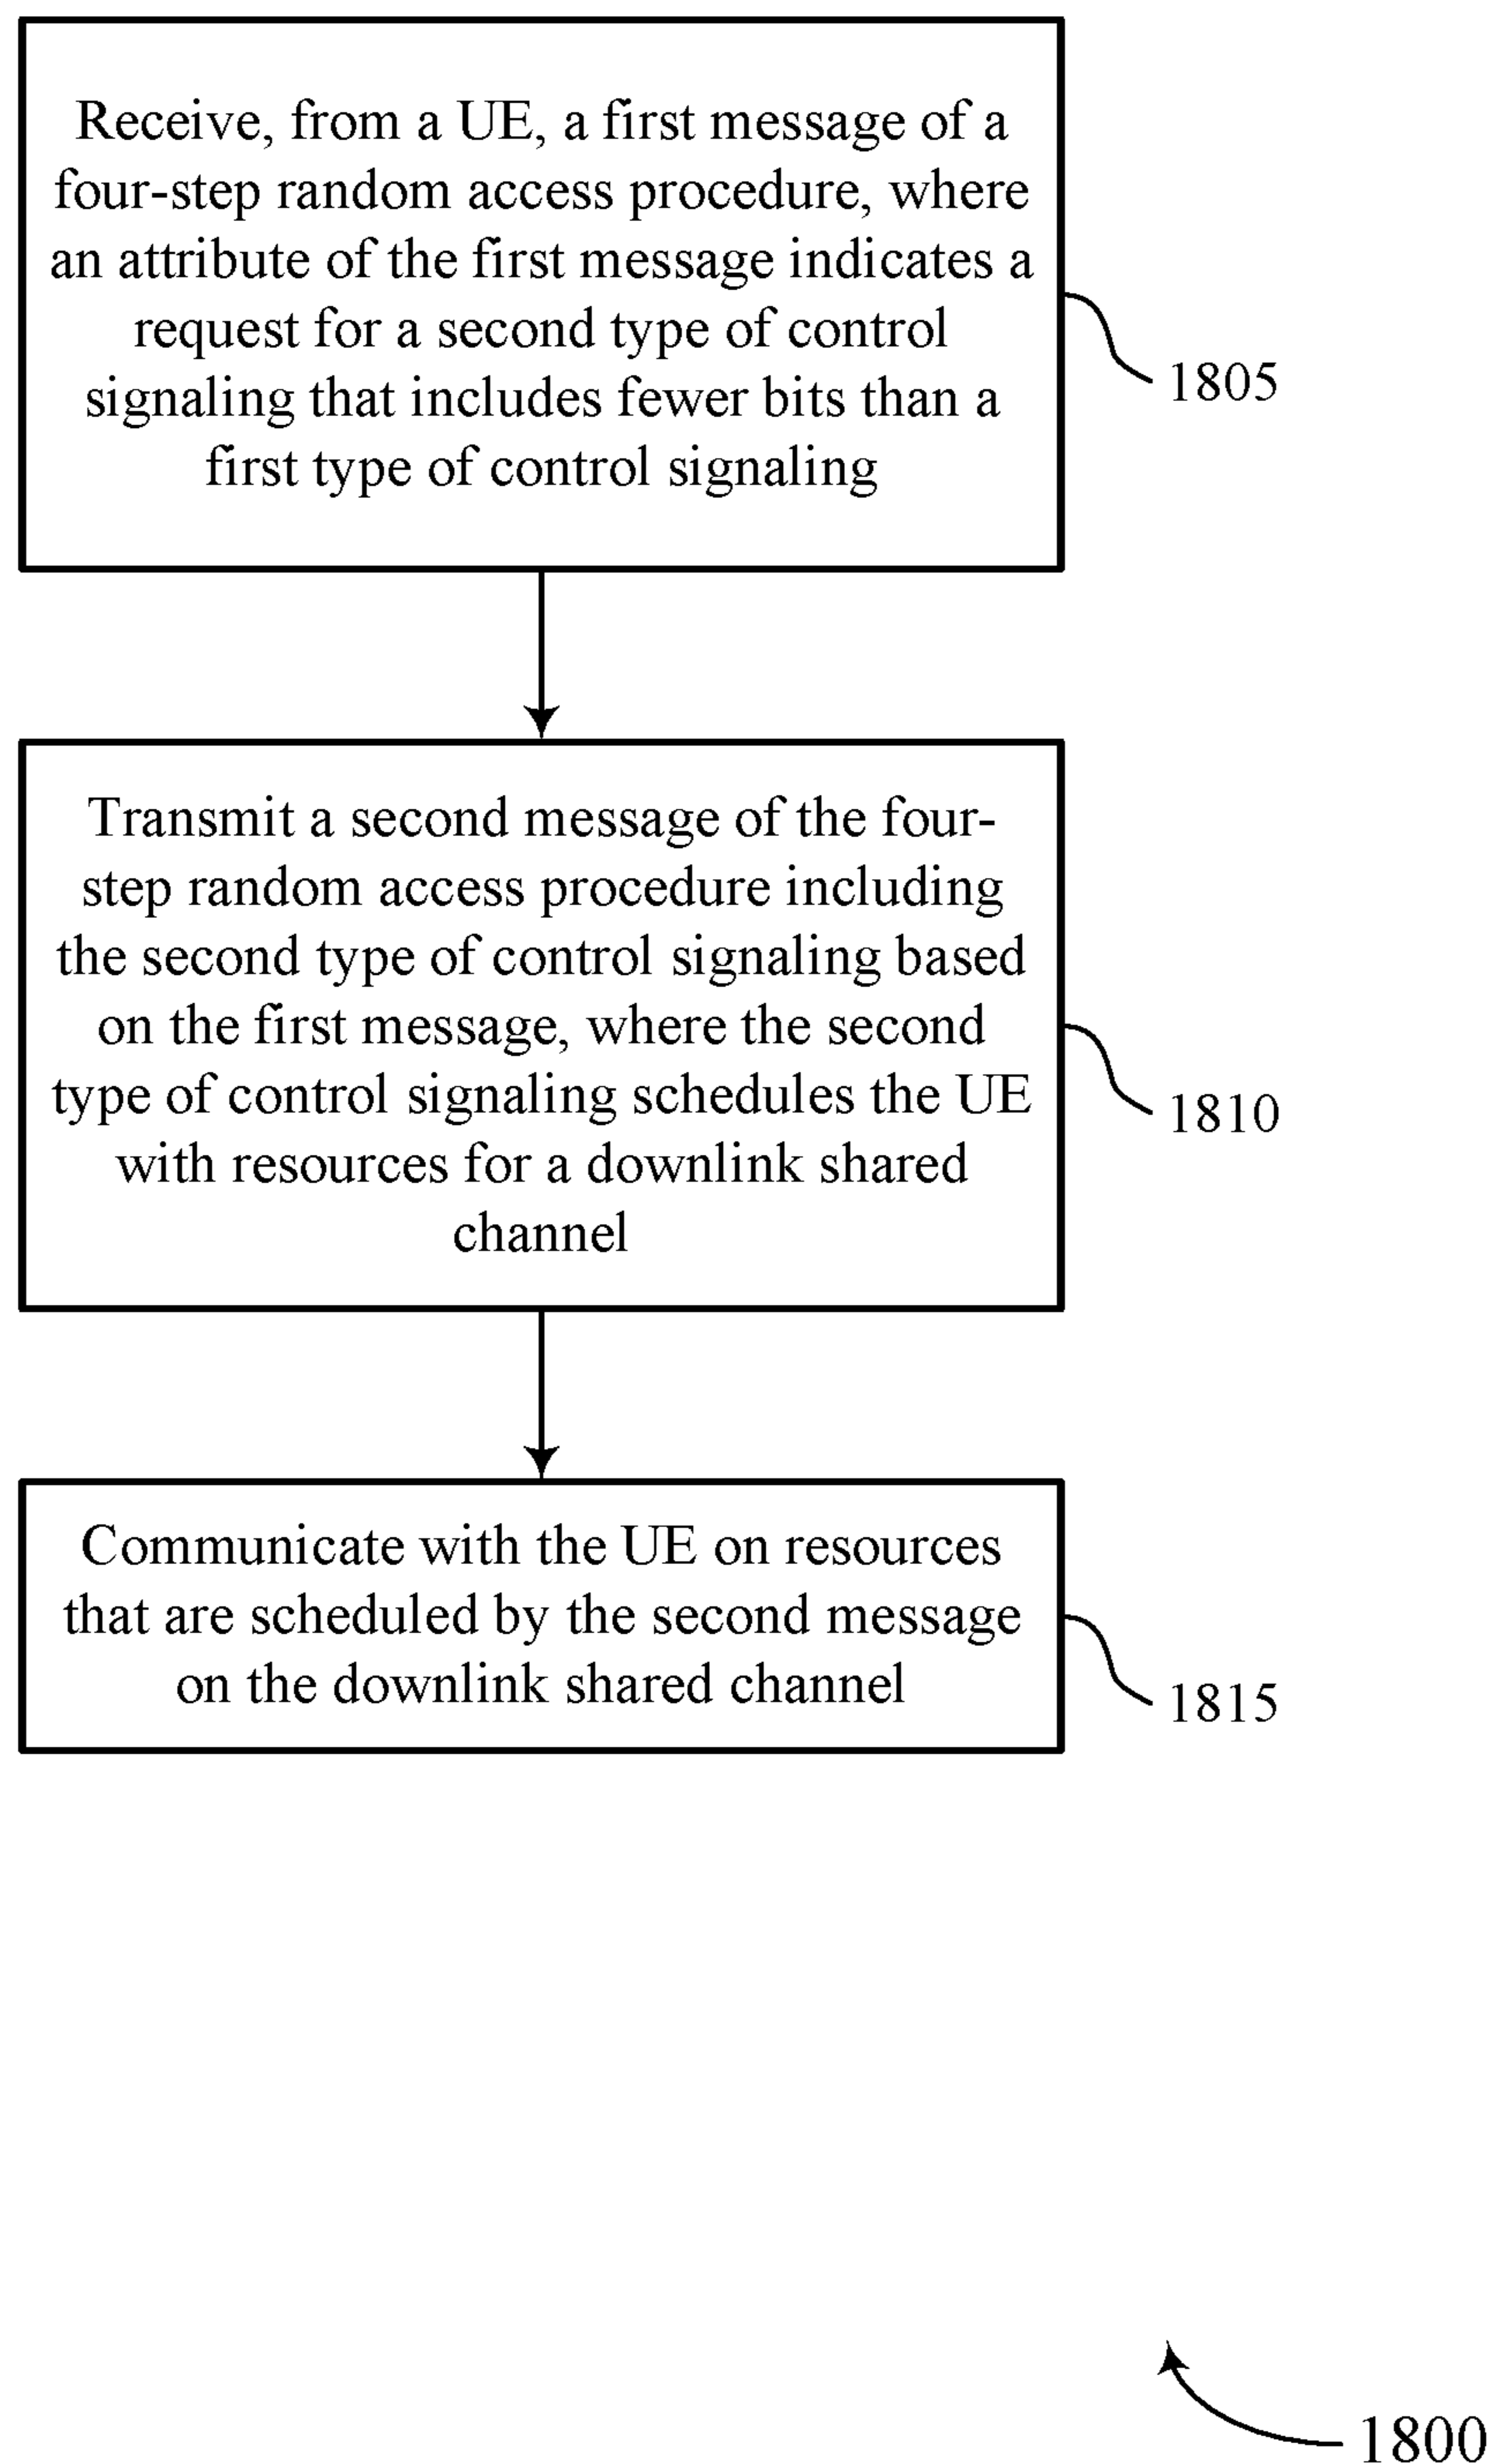 Receive, from a UE, a first message of a
four-step random access procedure, where
an attribute of the first message indicates a
request for a second type of control
signaling that includes fewer bits than a
first type of control signaling
1805
Transmit a second message of the four-
step random access procedure including
the second type of control signaling based
on the first message, where the second
type of control signaling schedules the UE
with resources for a downlink shared
channel
1810
Communicate with the UE on resources
that are scheduled by the second message
on the downlink shared channel
1815
1800